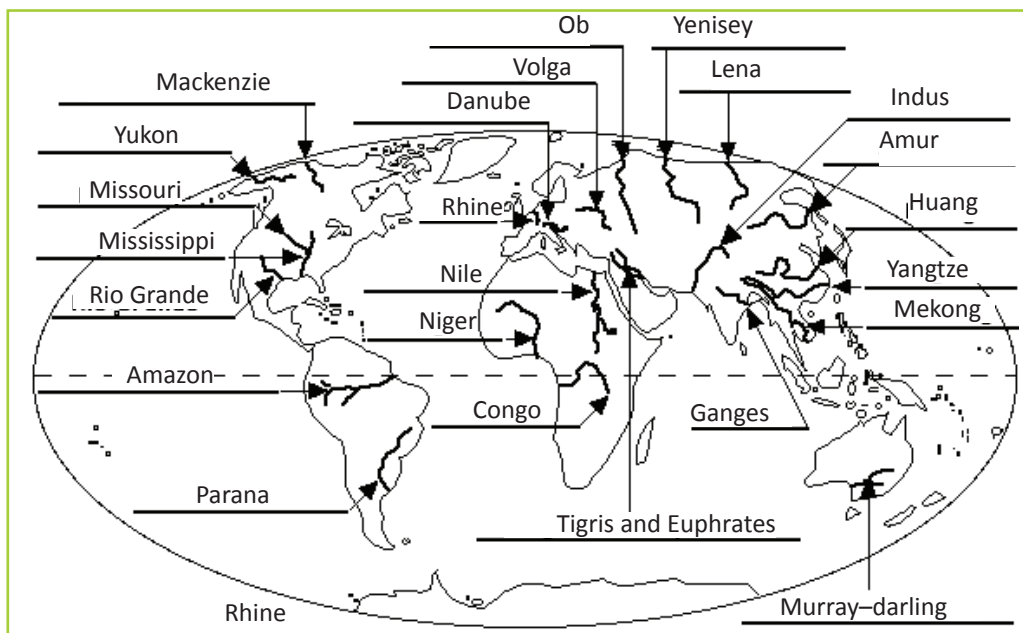 Ob
Yenisey
Volga
Lena
Mackenzie
Danube
Indus
Yukon
Amur
Missouri
Rhine
Huang
Mississippi
Nile
Yangtze
Rio Grande
Niger
Mekong
Amazon
Congo
Ganges
Parana
Tigris and Euphrates
Rhine
Murray–darling